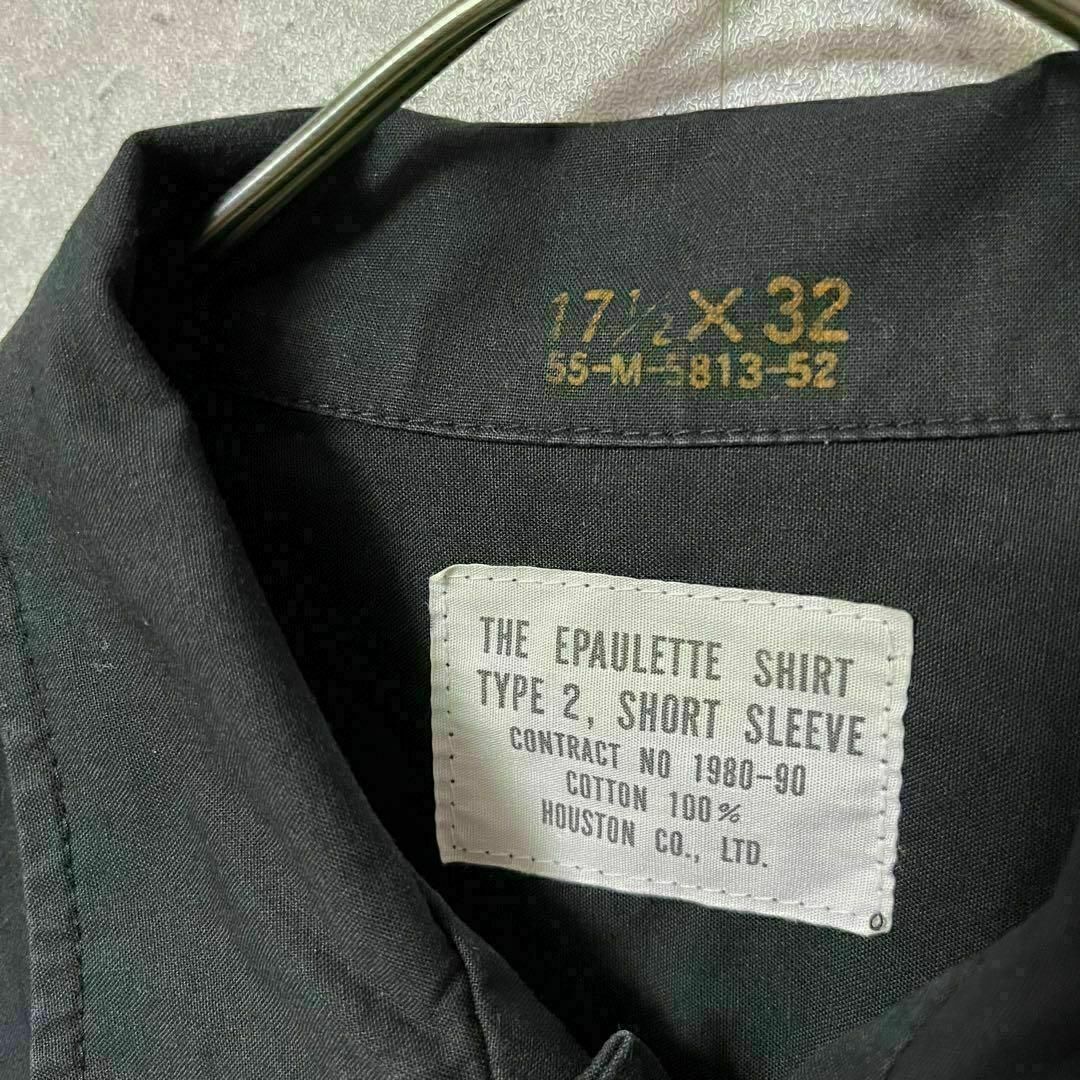 17½ X 32
55-M-5813-52
THE EPAULETTE SHIRT
TYPE 2, SHORT SLEEVE
CONTRACT NO 1980-90
COTTON 100%
HOUSTON CO., LTD.